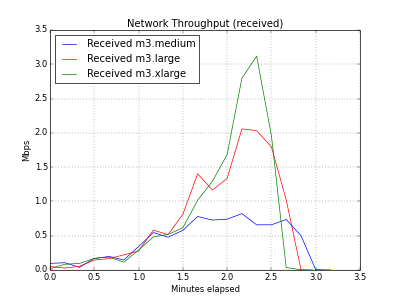 Network Throughput (received)
3.5
3.0
2.5
2.0
1.5
1.0
0.5
0.0
Mbps
Received m3.medium
Received m3.large
Received m3.xlarge
0.0 0.5 1.0 1.5 2.0 2.5 3.0 3.5
Minutes elapsed